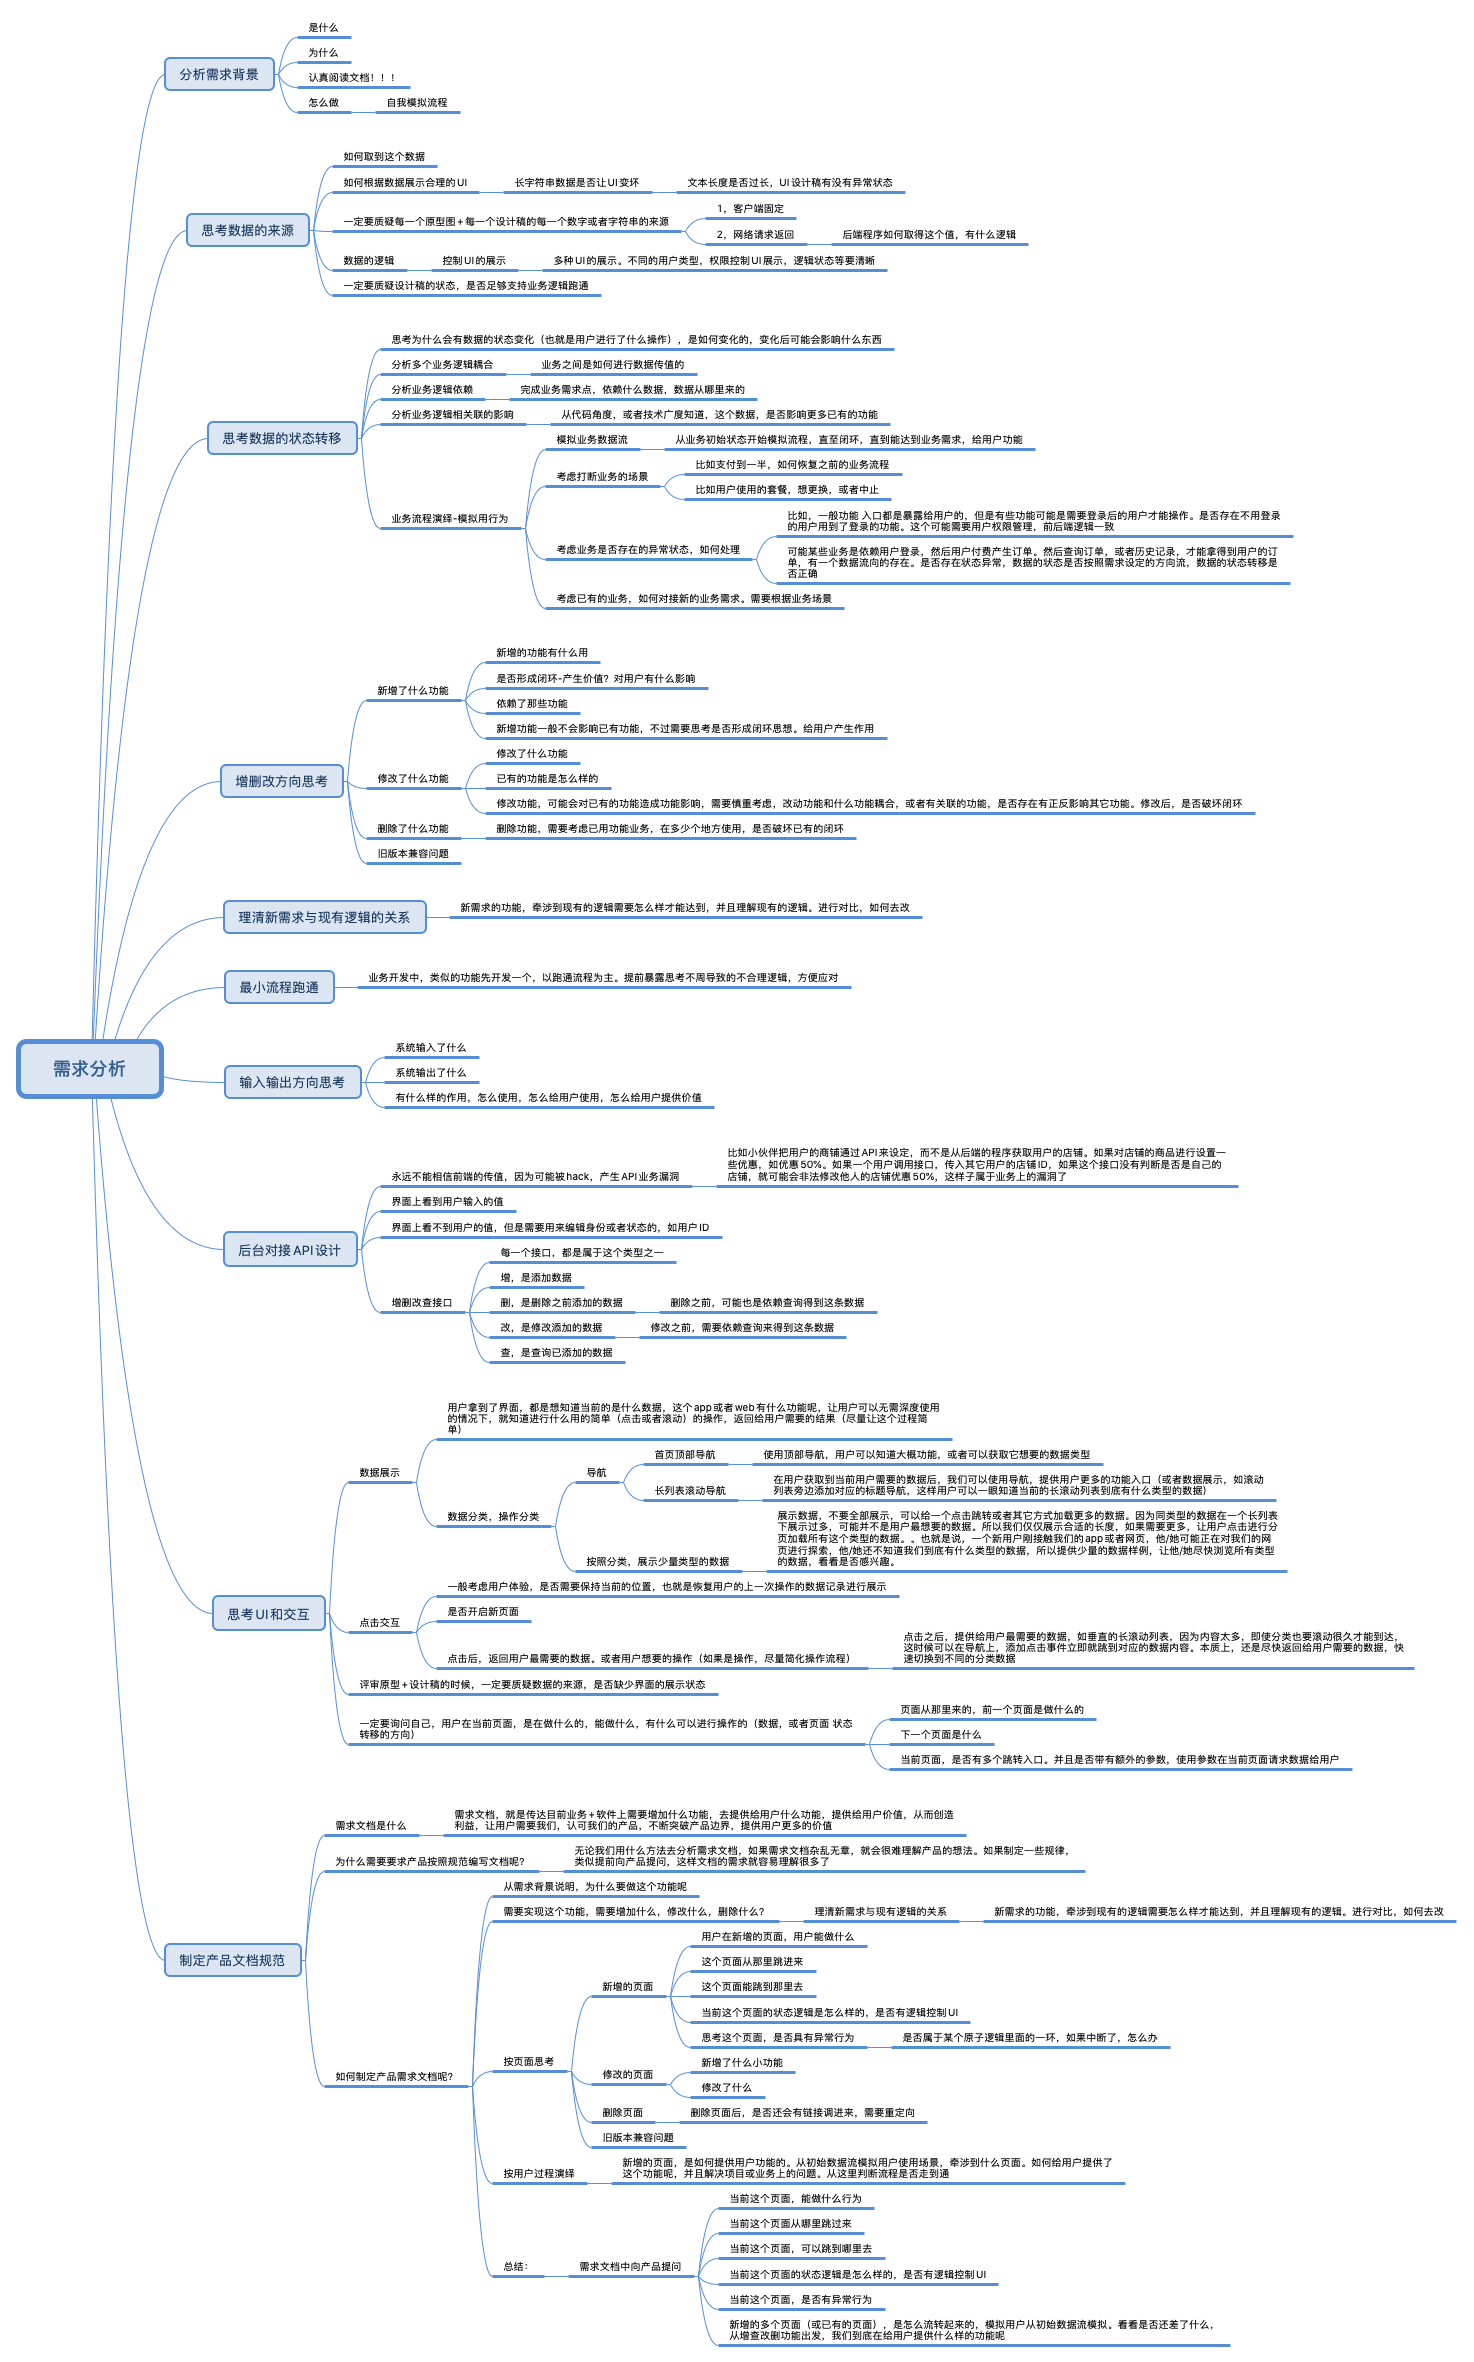 需求分析
分析需求背景
是什么
为什么
认真阅读文档！！！
怎么做
自我模拟流程
思考数据的来源
如何取到这个数据
如何根据数据展示合理的UI
长字符串数据是否让UI变坏
文本长度是否过长，UI设计稿有没有异常状态
一定要质疑每一个原型图+每一个设计稿的每一个数字或者字符串的来源
1，客户端固定
2，网络请求返回
后端程序如何取得这个值，有什么逻辑
数据的逻辑
控制UI的展示
多种UI的展示。不同的用户类型，权限控制UI展示，逻辑状态等要清晰
一定要质疑设计稿的状态，是否足够支持业务逻辑跑通
思考数据的状态转移
思考为什么会有数据的状态变化（也就是用户进行了什么操作），是如何变化的，变化后可能会影响什么东西
分析多个业务逻辑耦合
业务之间是如何进行数据传值的
分析业务逻辑依赖
完成业务需求点，依赖什么数据，数据从哪里来的
分析业务逻辑相关联的影响
从代码角度，或者技术广度知道，这个数据，是否影响更多已有的功能
业务流程演绎-模拟用行为
模拟业务数据流
从业务初始状态开始模拟流程，直至闭环，直到能达到业务需求，给用户功能
考虑打断业务的场景
比如支付到一半，如何恢复之前的业务流程
比如用户使用的套餐，想更换，或者中止
考虑业务是否存在的异常状态，如何处理
比如，一般功能 入口都是暴露给用户的，但是有些功能可能是需要登录后的用户才能操作。是否存在不用登录
的用户用到了登录的功能。这个可能需要用户权限管理，前后端逻辑一致
可能某些业务是依赖用户登录，然后用户付费产生订单。然后查询订单，或者历史记录，才能拿得到用户的订
单，有一个数据流向的存在。是否存在状态异常，数据的状态是否按照需求设定的方向流，数据的状态转移是
否正确
考虑已有的业务，如何对接新的业务需求。需要根据业务场景
增删改方向思考
新增了什么功能
新增的功能有什么用
是否形成闭环-产生价值？对用户有什么影响
依赖了那些功能
新增功能一般不会影响已有功能，不过需要思考是否形成闭环思想。给用户产生作用
修改了什么功能
修改了什么功能
已有的功能是怎么样的
修改功能，可能会对已有的功能造成功能影响，需要慎重考虑，改动功能和什么功能耦合，或者有关联的功能，是否存在有正反影响其它功能。修改后，是否破坏闭环
删除了什么功能
删除功能，需要考虑已用功能业务，在多少个地方使用，是否破坏已有的闭环
旧版本兼容问题
理清新需求与现有逻辑的关系
新需求的功能，牵涉到现有的逻辑需要怎么样才能达到，并且理解现有的逻辑。进行对比，如何去改
最小流程跑通
业务开发中，类似的功能先开发一个，以跑通流程为主。提前暴露思考不周导致的不合理逻辑，方便应对
输入输出方向思考
系统输入了什么
系统输出了什么
有什么样的作用，怎么使用，怎么给用户使用，怎么给用户提供价值
后台对接API设计
永远不能相信前端的传值，因为可能被hack，产生API业务漏洞
比如小伙伴把用户的商铺通过API来设定，而不是从后端的程序获取用户的店铺。如果对店铺的商品进行设置一
些优惠，如优惠50%。如果一个用户调用接口，传入其它用户的店铺ID，如果这个接口没有判断是否是自己的
店铺，就可能会非法修改他人的店铺优惠50%，这样子属于业务上的漏洞了
界面上看到用户输入的值
界面上看不到用户的值，但是需要用来编辑身份或者状态的，如用户ID
增删改查接口
每一个接口，都是属于这个类型之一
增，是添加数据
删，是删除之前添加的数据
删除之前，可能也是依赖查询得到这条数据
改，是修改添加的数据
修改之前，需要依赖查询来得到这条数据
查，是查询已添加的数据
思考UI和交互
数据展示
用户拿到了界面，都是想知道当前的是什么数据，这个app或者web有什么功能呢，让用户可以无需深度使用
的情况下，就知道进行什么用的简单（点击或者滚动）的操作，返回给用户需要的结果（尽量让这个过程简
单）
数据分类，操作分类
导航
首页顶部导航
使用顶部导航，用户可以知道大概功能，或者可以获取它想要的数据类型
长列表滚动导航
在用户获取到当前用户需要的数据后，我们可以使用导航，提供用户更多的功能入口（或者数据展示，如滚动
列表旁边添加对应的标题导航，这样用户可以一眼知道当前的长滚动列表到底有什么类型的数据）
按照分类，展示少量类型的数据
展示数据，不要全部展示，可以给一个点击跳转或者其它方式加载更多的数据。因为同类型的数据在一个长列表
下展示过多，可能并不是用户最想要的数据。所以我们仅仅展示合适的长度，如果需要更多，让用户点击进行分
页加载所有这个类型的数据。。也就是说，一个新用户刚接触我们的app或者网页，他/她可能正在对我们的网
页进行探索，他/她还不知道我们到底有什么类型的数据，所以提供少量的数据样例，让他/她尽快浏览所有类型
的数据，看看是否感兴趣。
点击交互
一般考虑用户体验，是否需要保持当前的位置，也就是恢复用户的上一次操作的数据记录进行展示
是否开启新页面
点击后，返回用户最需要的数据。或者用户想要的操作（如果是操作，尽量简化操作流程）
点击之后，提供给用户最需要的数据，如垂直的长滚动列表，因为内容太多，即使分类也要滚动很久才能到达，
这时候可以在导航上，添加点击事件立即就跳到对应的数据内容。本质上，还是尽快返回给用户需要的数据，快
速切换到不同的分类数据
评审原型+设计稿的时候，一定要质疑数据的来源，是否缺少界面的展示状态
一定要询问自己，用户在当前页面，是在做什么的，能做什么，有什么可以进行操作的（数据，或者页面 状态
转移的方向）
页面从那里来的，前一个页面是做什么的
下一个页面是什么
当前页面，是否有多个跳转入口。并且是否带有额外的参数，使用参数在当前页面请求数据给用户
制定产品文档规范
需求文档是什么
需求文档，就是传达目前业务+软件上需要增加什么功能，去提供给用户什么功能，提供给用户价值，从而创造
利益，让用户需要我们，认可我们的产品，不断突破产品边界，提供用户更多的价值
为什么需要要求产品按照规范编写文档呢？
无论我们用什么方法去分析需求文档，如果需求文档杂乱无章，就会很难理解产品的想法。如果制定一些规律，
类似提前向产品提问，这样文档的需求就容易理解很多了
如何制定产品需求文档呢？
从需求背景说明，为什么要做这个功能呢
需要实现这个功能，需要增加什么，修改什么，删除什么？
理清新需求与现有逻辑的关系
新需求的功能，牵涉到现有的逻辑需要怎么样才能达到，并且理解现有的逻辑。进行对比，如何去改
按页面思考
新增的页面
用户在新增的页面，用户能做什么
这个页面从那里跳进来
这个页面能跳到那里去
当前这个页面的状态逻辑是怎么样的，是否有逻辑控制UI
思考这个页面，是否具有异常行为
是否属于某个原子逻辑里面的一环，如果中断了，怎么办
修改的页面
新增了什么小功能
修改了什么
删除页面
删除页面后，是否还会有链接调进来，需要重定向
旧版本兼容问题
按用户过程演绎
新增的页面，是如何提供用户功能的。从初始数据流模拟用户使用场景，牵涉到什么页面。如何给用户提供了
这个功能呢，并且解决项目或业务上的问题。从这里判断流程是否走到通
总结：
需求文档中向产品提问
当前这个页面，能做什么行为
当前这个页面从哪里跳过来
当前这个页面，可以跳到哪里去
当前这个页面的状态逻辑是怎么样的，是否有逻辑控制UI
当前这个页面，是否有异常行为
新增的多个页面（或已有的页面），是怎么流转起来的，模拟用户从初始数据流模拟。看看是否还差了什么，
从增查改删功能出发，我们到底在给用户提供什么样的功能呢